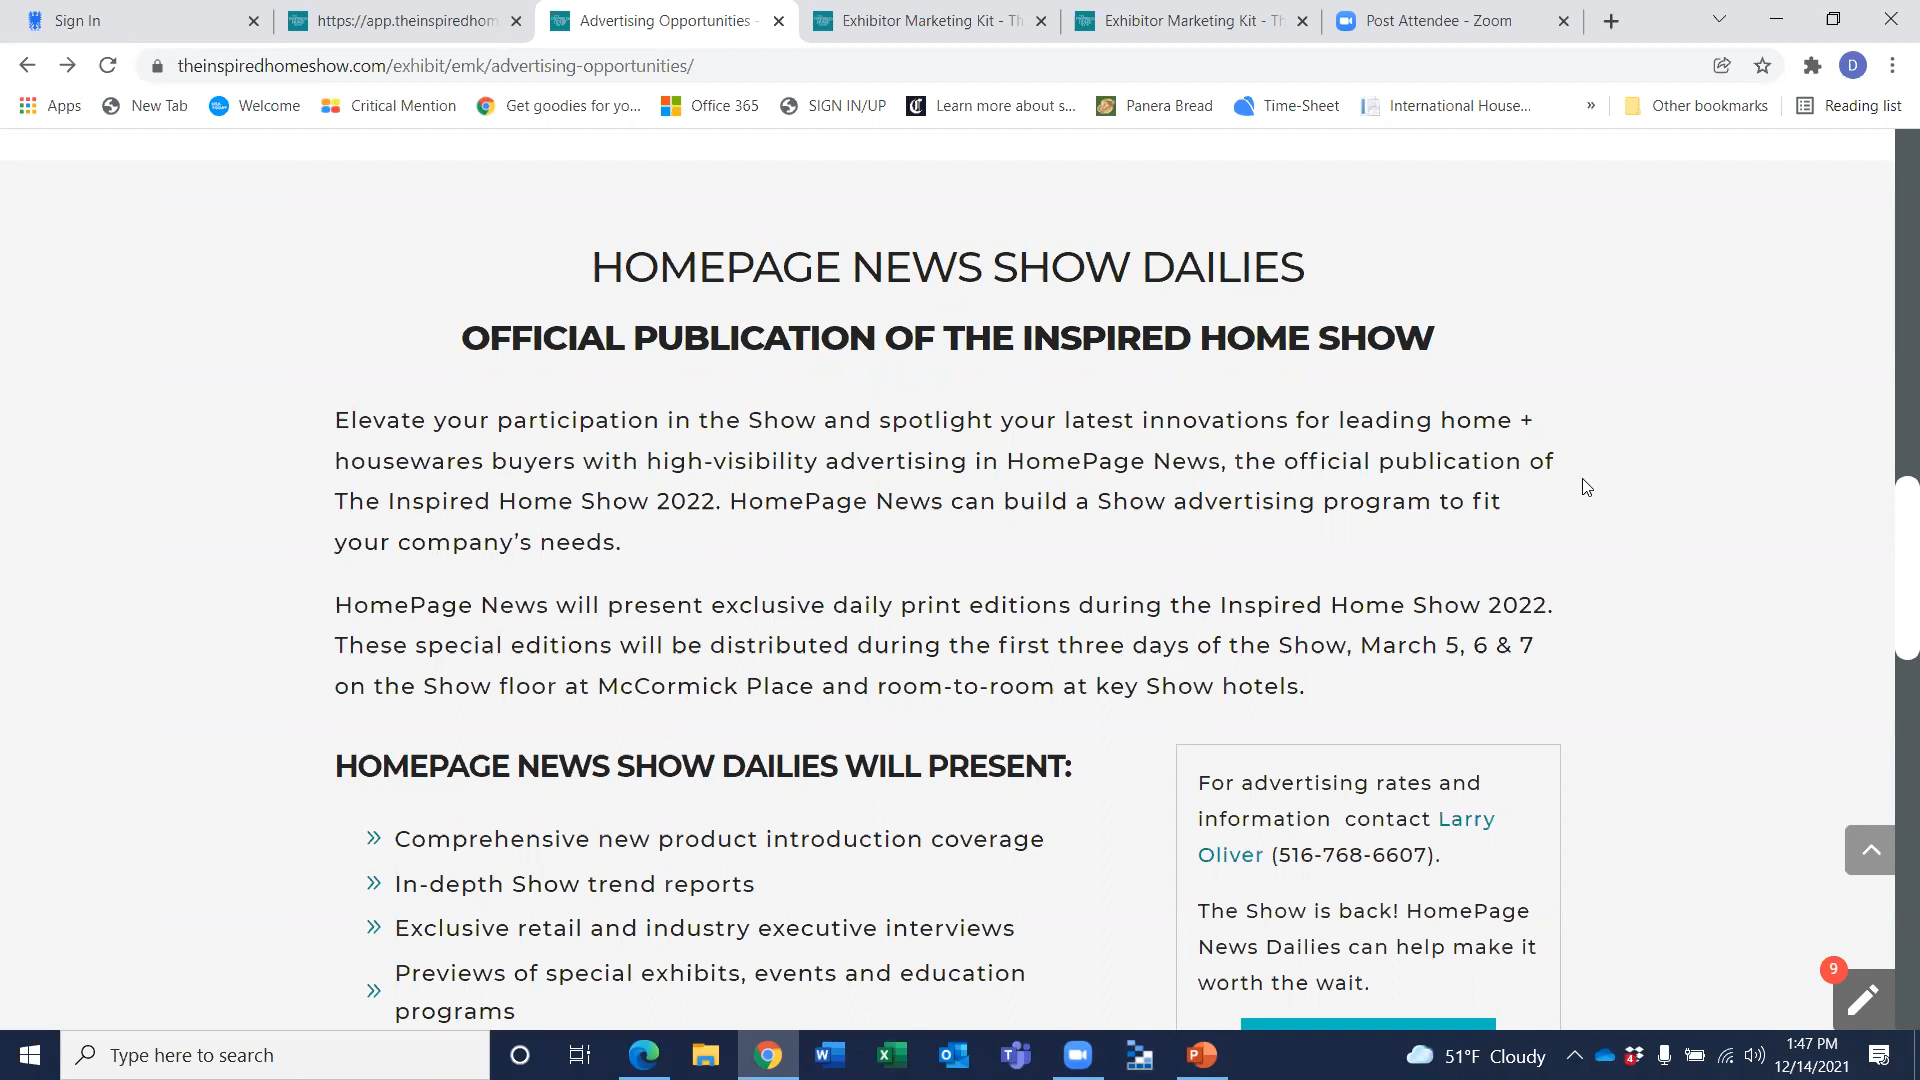 Sign In
https://app.theinspiredhom
Advertising Opportunities -
Exhibitor Marketing Kit - Th
Exhibitor Marketing Kit - Th
Post Attendee - Zoom
theinspiredhomeshow.com/exhibit/emk/advertising-opportunities/
D
Apps
New Tab
Welcome
Critical Mention
Get goodies for yo...
Office 365
SIGN IN/UP
Learn more about s...
Panera Bread
Time-Sheet
International House...
»
Other bookmarks
Reading list
HOMEPAGE NEWS SHOW DAILIES
OFFICIAL PUBLICATION OF THE INSPIRED HOME SHOW
Elevate your participation in the Show and spotlight your latest innovations for leading home +
housewares buyers with high-visibility advertising in HomePage News, the official publication of
The Inspired Home Show 2022. HomePage News can build a Show advertising program to fit
your company’s needs.
HomePage News will present exclusive daily print editions during the Inspired Home Show 2022.
These special editions will be distributed during the first three days of the Show, March 5, 6 & 7
on the Show floor at McCormick Place and room-to-room at key Show hotels.
HOMEPAGE NEWS SHOW DAILIES WILL PRESENT:
» Comprehensive new product introduction coverage
» In-depth Show trend reports
» Exclusive retail and industry executive interviews
» Previews of special exhibits, events and education
programs
For advertising rates and
information contact Larry
Oliver (516-768-6607).
The Show is back! HomePage
News Dailies can help make it
worth the wait.
9
Type here to search
51°F Cloudy
1:47 PM
12/14/2021